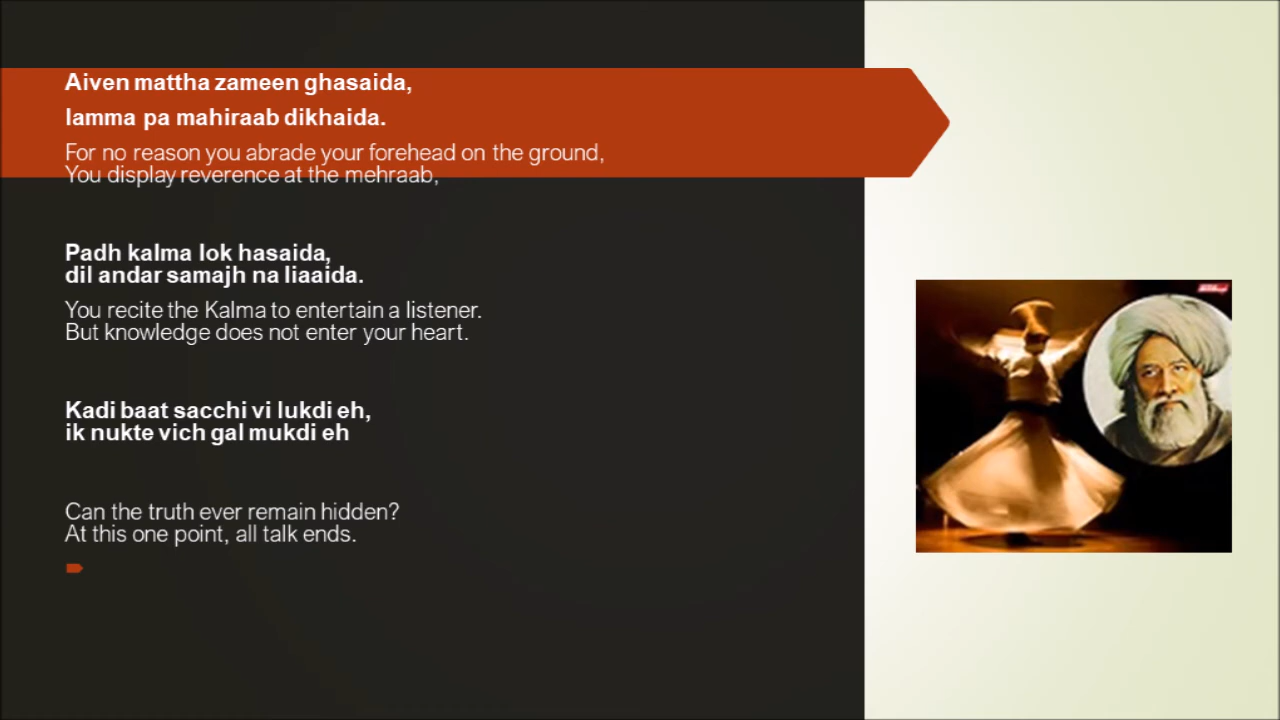 Aiven mattha zameen ghasaida,
lamma pa mahiraab dikhaida.
For no reason you abrade your forehead on the ground,
You display reverence at the mehraab,
Padh kalma lok hasaida,
dil andar samajh na liaaida.
You recite the Kalma to entertain a listener.
But knowledge does not enter your heart.
Kadi baat sacchi vi lukdi eh,
ik nukte vich gal mukdi eh
Can the truth ever remain hidden?
At this one point, all talk ends.